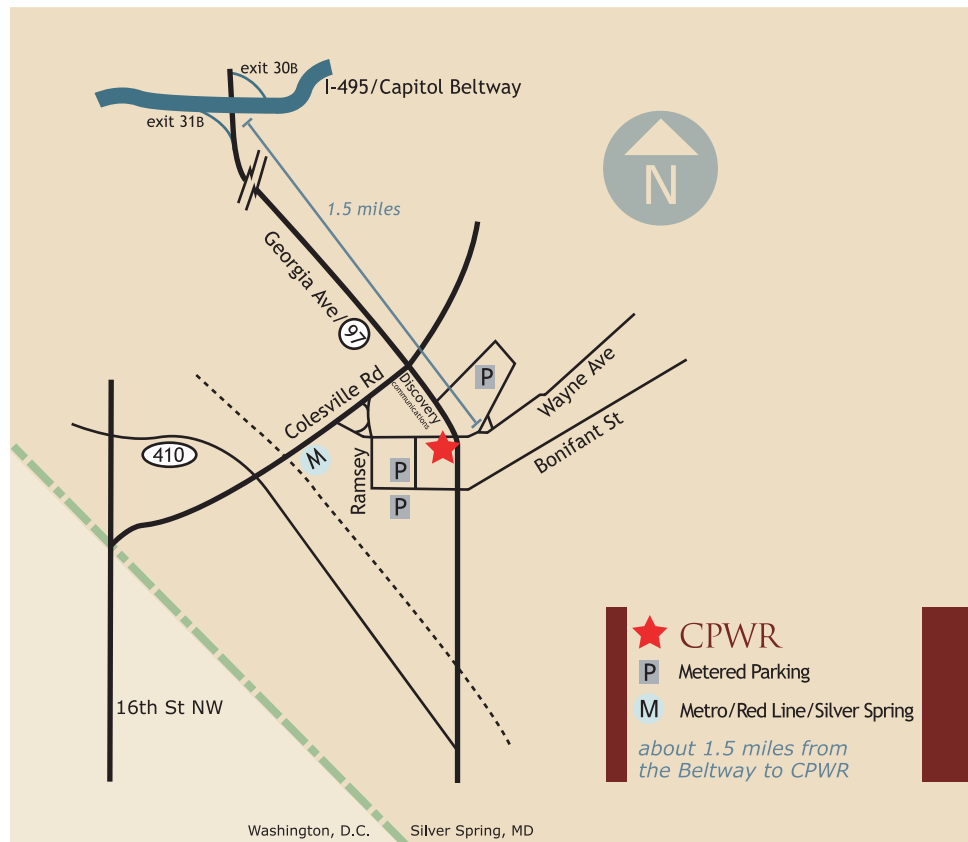 exit 30B
I-495/Capitol Beltway
exit 31B
N
1.5 miles
Georgia Ave/97
Colesville Rd
Discovery
communications
P
Wayne Ave
Bonifant St
410
M
Ramsey
P
P
16th St NW
CPWR
P Metered Parking
M Metro/Red Line/Silver Spring
about 1.5 miles from
the Beltway to CPWR
Washington, D.C.
Silver Spring, MD